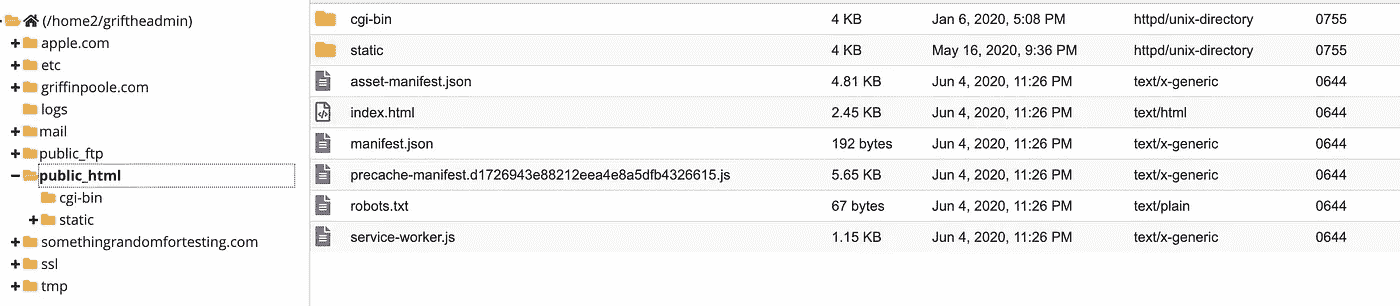 (/home2/griftheadmin)
apple.com
etc
griffinpoole.com
logs
mail
public_ftp
public_html
cgi-bin
static
somethingrandomfortesting.com
ssl
tmp
cgi-bin 4 KB Jan 6, 2020, 5:08 PM httpd/unix-directory 0755
static 4 KB May 16, 2020, 9:36 PM httpd/unix-directory 0755
asset-manifest.json 4.81 KB Jun 4, 2020, 11:26 PM text/x-generic 0644
index.html 2.45 KB Jun 4, 2020, 11:26 PM text/html 0644
manifest.json 192 bytes Jun 4, 2020, 11:26 PM text/x-generic 0644
precache-manifest.d1726943e88212eea4e8a5dfb4326615.js 5.65 KB Jun 4, 2020, 11:26 PM text/x-generic 0644
robots.txt 67 bytes Jun 4, 2020, 11:26 PM text/plain 0644
service-worker.js 1.15 KB Jun 4, 2020, 11:26 PM text/x-generic 0644